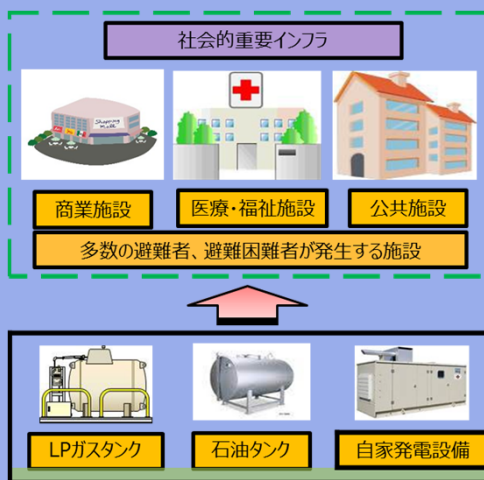 社会的重要インフラ
Shopping
Mall
商業施設
医療・福祉施設
公共施設
多数の避難者、避難困難者が発生する施設
LPガスタンク
石油タンク
自家発電設備